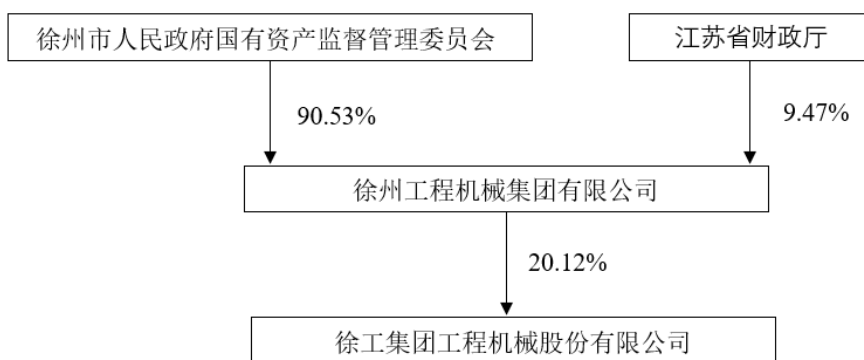 徐州市人民政府国有资产监督管理委员会
江苏省财政厅
90.53%
9.47%
徐州工程机械集团有限公司
20.12%
徐工集团工程机械股份有限公司